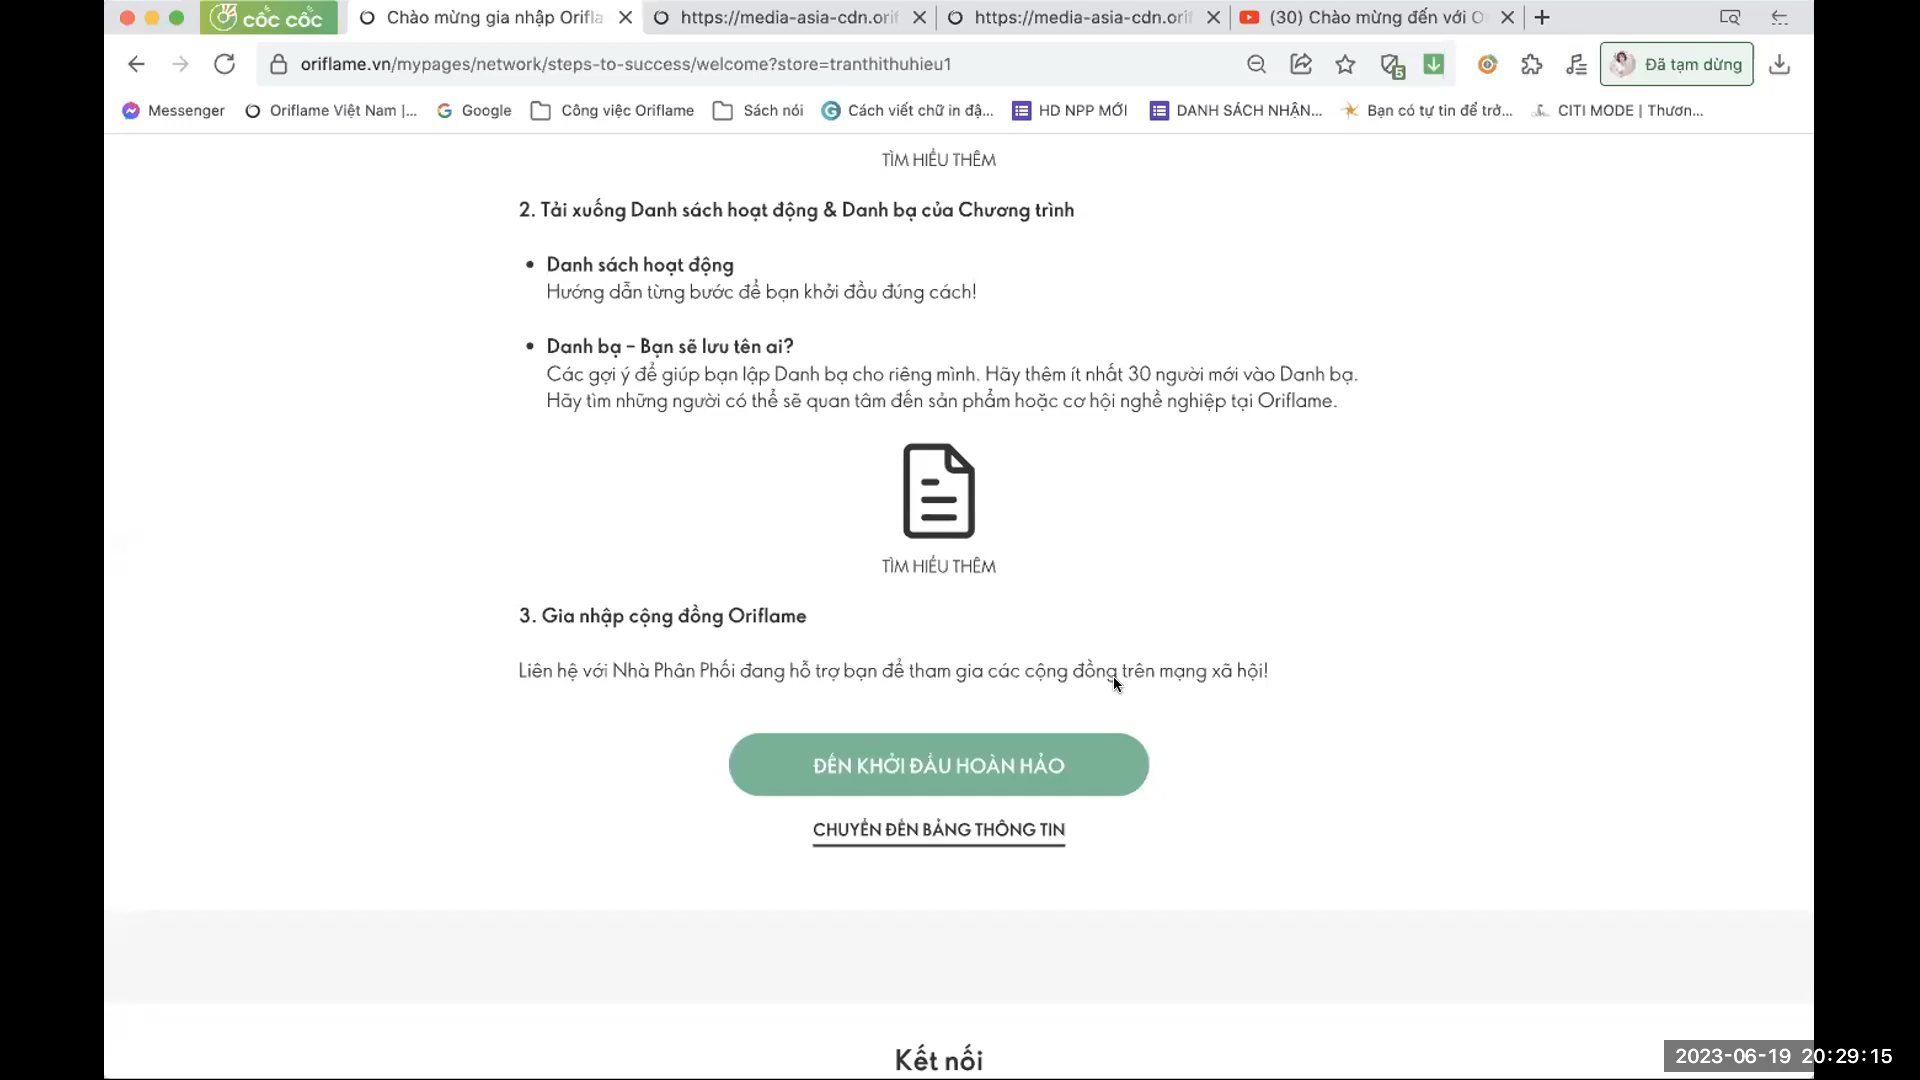 cốc cốc
Chào mừng gia nhập Orifla
https://media-asia-cdn.orif
https://media-asia-cdn.orif
(30) Chào mừng đến với O
oriflame.vn/mypages/network/steps-to-success/welcome?store=tranthithuhieu1
5
Đã tạm dừng
Messenger
Oriflame Việt Nam |...
Google
Công việc Oriflame
Sách nói
Cách viết chữ in đậ...
HD NPP MỚI
DANH SÁCH NHẬN...
Bạn có tự tin để trở...
CITI MODE | Thươn...
TÌM HIỂU THÊM
2. Tải xuống Danh sách hoạt động & Danh bạ của Chương trình
Danh sách hoạt động
Hướng dẫn từng bước để bạn khởi đầu đúng cách!
Danh bạ – Bạn sẽ lưu tên ai?
Các gợi ý để giúp bạn lập Danh bạ cho riêng mình. Hãy thêm ít nhất 30 người mới vào Danh bạ.
Hãy tìm những người có thể sẽ quan tâm đến sản phẩm hoặc cơ hội nghề nghiệp tại Oriflame.
TÌM HIỂU THÊM
3. Gia nhập cộng đồng Oriflame
Liên hệ với Nhà Phân Phối đang hỗ trợ bạn để tham gia các cộng đồng trên mạng xã hội!
ĐẾN KHỞI ĐẦU HOÀN HẢO
CHUYỂN ĐẾN BẢNG THÔNG TIN
Kết nối
2023-06-19 20:29:15